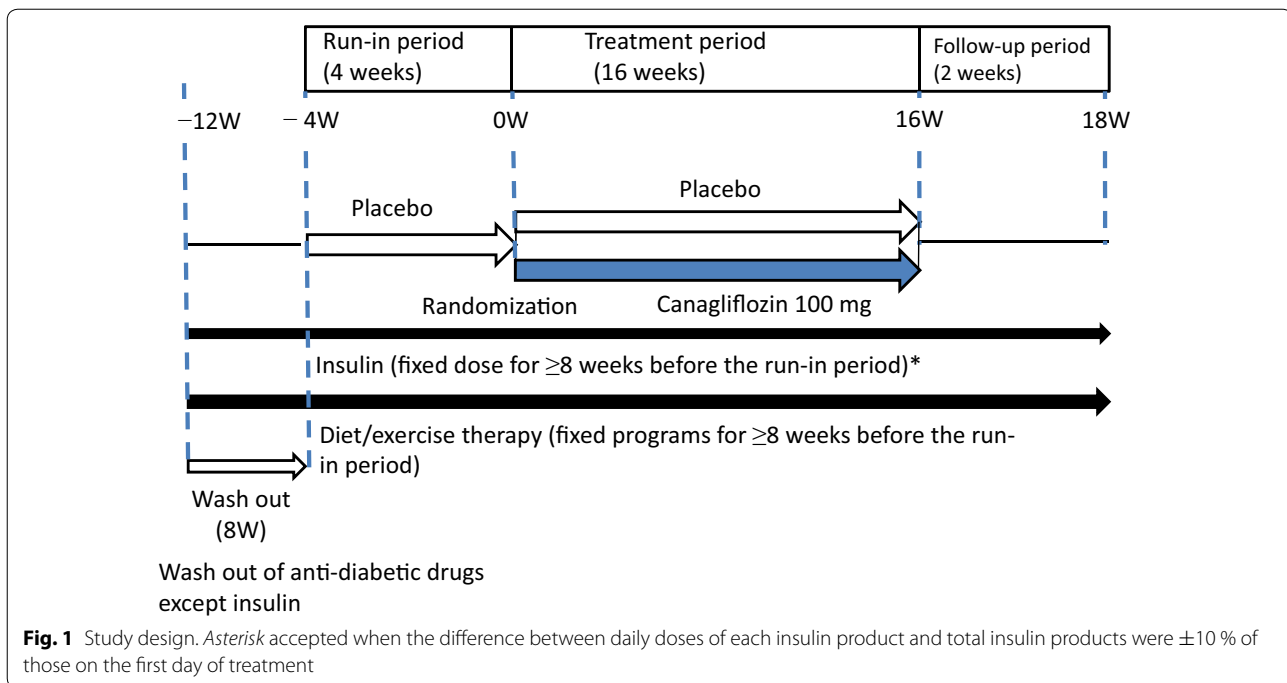 Run-in period
(4 weeks)
Treatment period
(16 weeks)
Follow-up period
(2 weeks)
−12W
−4W
0W
16W
18W
Placebo
Placebo
Randomization
Canagliflozin 100 mg
Insulin (fixed dose for ≥8 weeks before the run-in period)*
Diet/exercise therapy (fixed programs for ≥8 weeks before the run-
in period)
Wash out
(8W)
Wash out of anti-diabetic drugs
except insulin
Fig. 1 Study design. Asterisk accepted when the difference between daily doses of each insulin product and total insulin products were ±10 % of
those on the first day of treatment